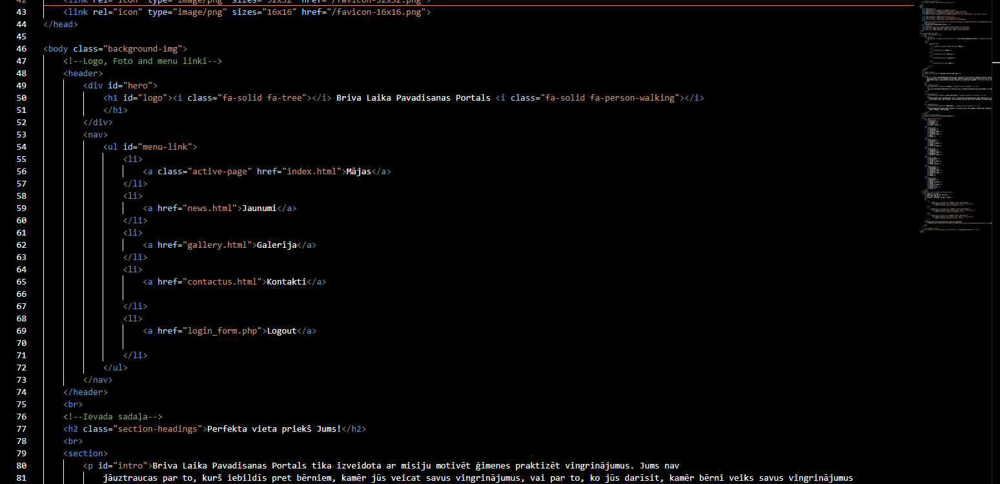 42 <link rel="icon" type="image/png" sizes="32x32" href="/favicon-32x32.png">
43 <link rel="icon" type="image/png" sizes="16x16" href="/favicon-16x16.png">
44 </head>
45
46 <body class="background-img">
47 <!--Logo, Foto and menu linki-->
48 <header>
49 <div id="hero">
50 <h1 id="logo"><i class="fa-solid fa-tree"></i> Briva Laika Pavadisanas Portals <i class="fa-solid fa-person-walking"></i>
51 </h1>
52 </div>
53 <nav>
54 <ul id="menu-link">
55 <li>
56 <a class="active-page" href="index.html">Mājas</a>
57 </li>
58 <li>
59 <a href="news.html">Jaunumi</a>
60 </li>
61 <li>
62 <a href="gallery.html">Galerija</a>
63 </li>
64 <li>
65 <a href="contactus.html">Kontakti</a>
66
67 </li>
68 <li>
69 <a href="login_form.php">Logout</a>
70
71 </li>
72 </ul>
73 </nav>
74 </header>
75 <br>
76 <!--Ievada sadaļa-->
77 <h2 class="section-headings">Perfekta vieta priekš Jums!</h2>
78 <br>
79 <section>
80 <p id="intro">Briva Laika Pavadisanas Portals tika izveidota ar misiju motivēt ģimenes praktizēt vingrinājumus. Jums nav
81 jāuztraucas par to, kurš iebildīs pret bērniem, kamēr jūs veicat savus vingrinājumus, vai par to, ko jūs darīsit, kamēr bērni veiks savus vingrinājumus